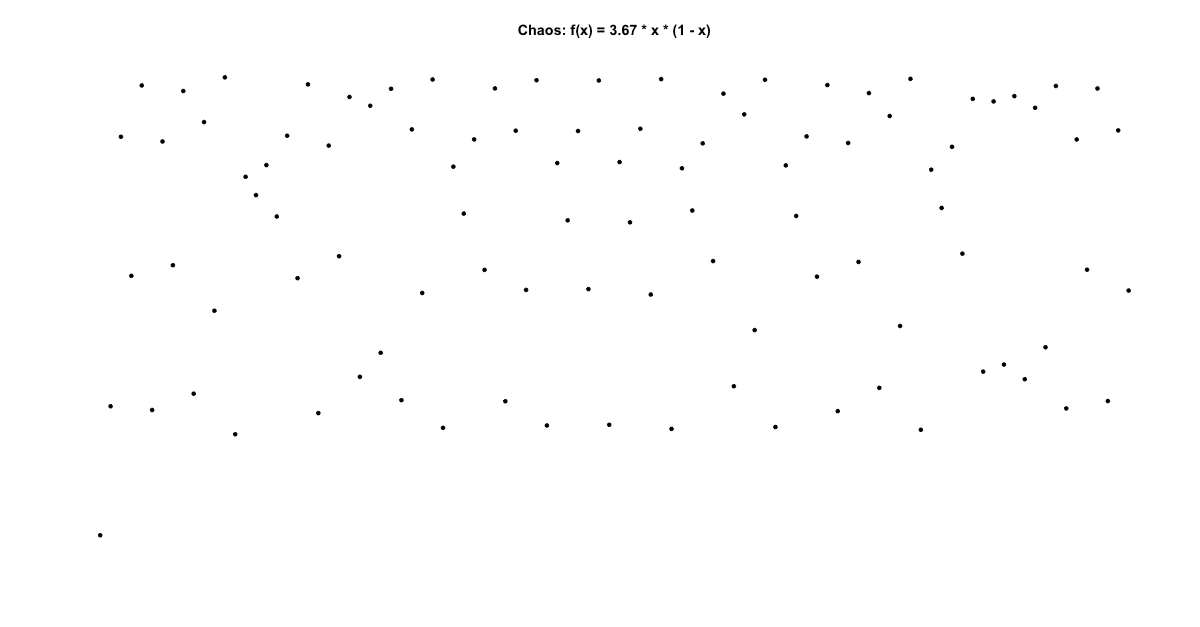 Chaos: f(x) = 3.67 * x * (1 - x)